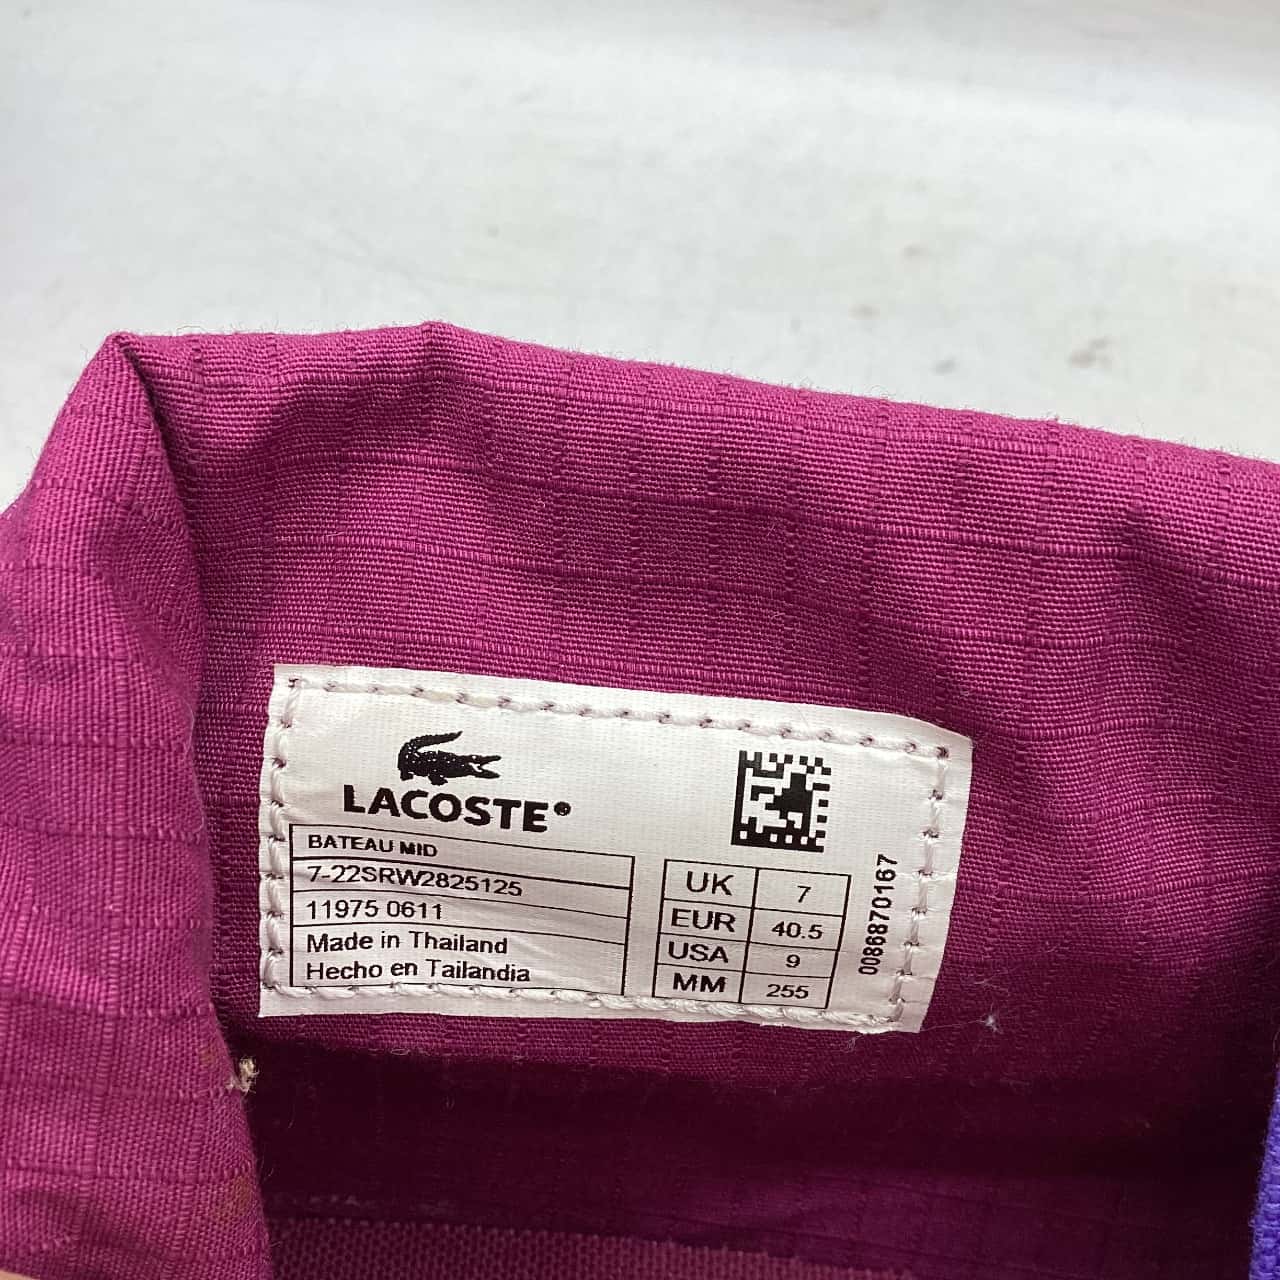 LACOSTE
BATEAU MID
7-22SRW2825125
11975 0611
Made in Thailand
Hecho en Tailandia
UK 7
EUR 40.5
USA 9
MM 255
0086870167